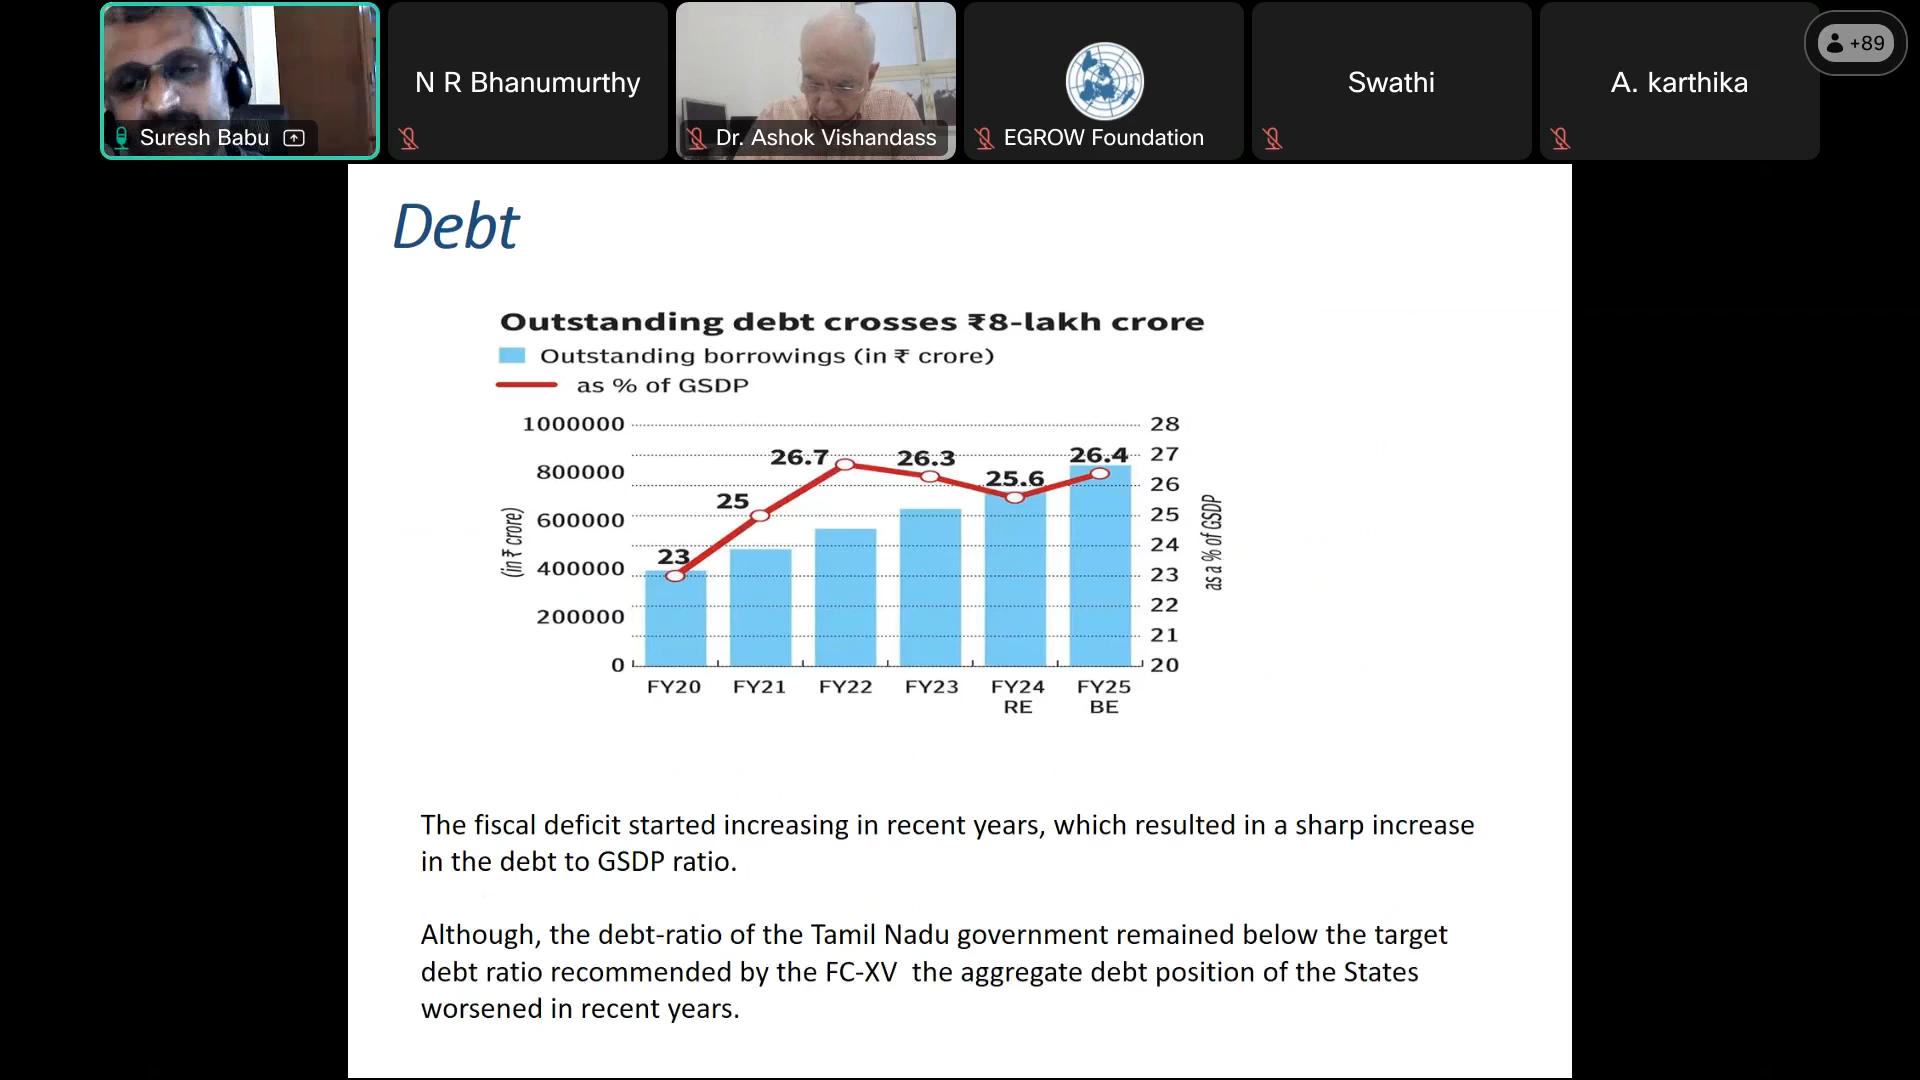 Suresh Babu
N R Bhanumurthy
Dr. Ashok Vishandass
EGROW Foundation
Swathi
A. karthika
+89
Debt
Outstanding debt crosses ₹8-lakh crore
Outstanding borrowings (in ₹ crore)
as % of GSDP
(in ₹ crore)
1000000
800000
600000
400000
200000
0
23
25
26.7
26.3
25.6
26.4
28
27
26
25
24
23
22
21
20
as a % of GSDP
FY20 FY21 FY22 FY23 FY24 FY25
RE BE
The fiscal deficit started increasing in recent years, which resulted in a sharp increase
in the debt to GSDP ratio.
Although, the debt-ratio of the Tamil Nadu government remained below the target
debt ratio recommended by the FC-XV the aggregate debt position of the States
worsened in recent years.